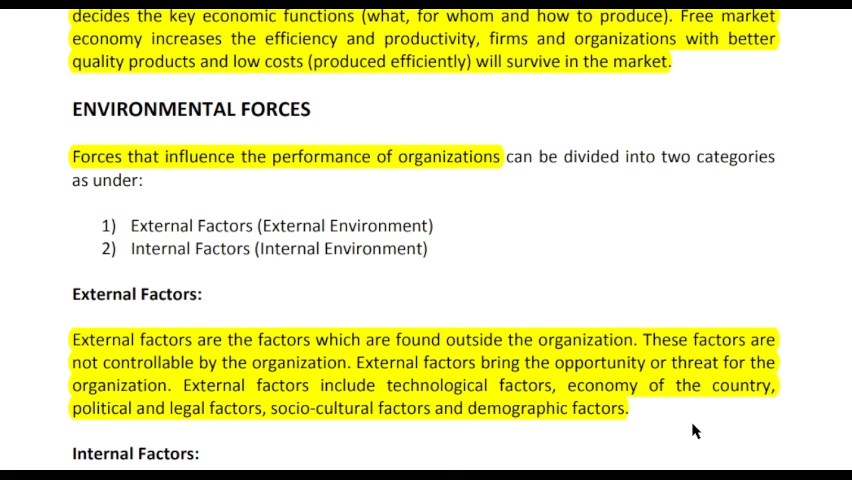 decides the key economic functions (what, for whom and how to produce). Free market
economy increases the efficiency and productivity, firms and organizations with better
quality products and low costs (produced efficiently) will survive in the market.
ENVIRONMENTAL FORCES
Forces that influence the performance of organizations can be divided into two categories
as under:
1) External Factors (External Environment)
2) Internal Factors (Internal Environment)
External Factors:
External factors are the factors which are found outside the organization. These factors are
not controllable by the organization. External factors bring the opportunity or threat for the
organization. External factors include technological factors, economy of the country,
political and legal factors, socio-cultural factors and demographic factors.
Internal Factors: